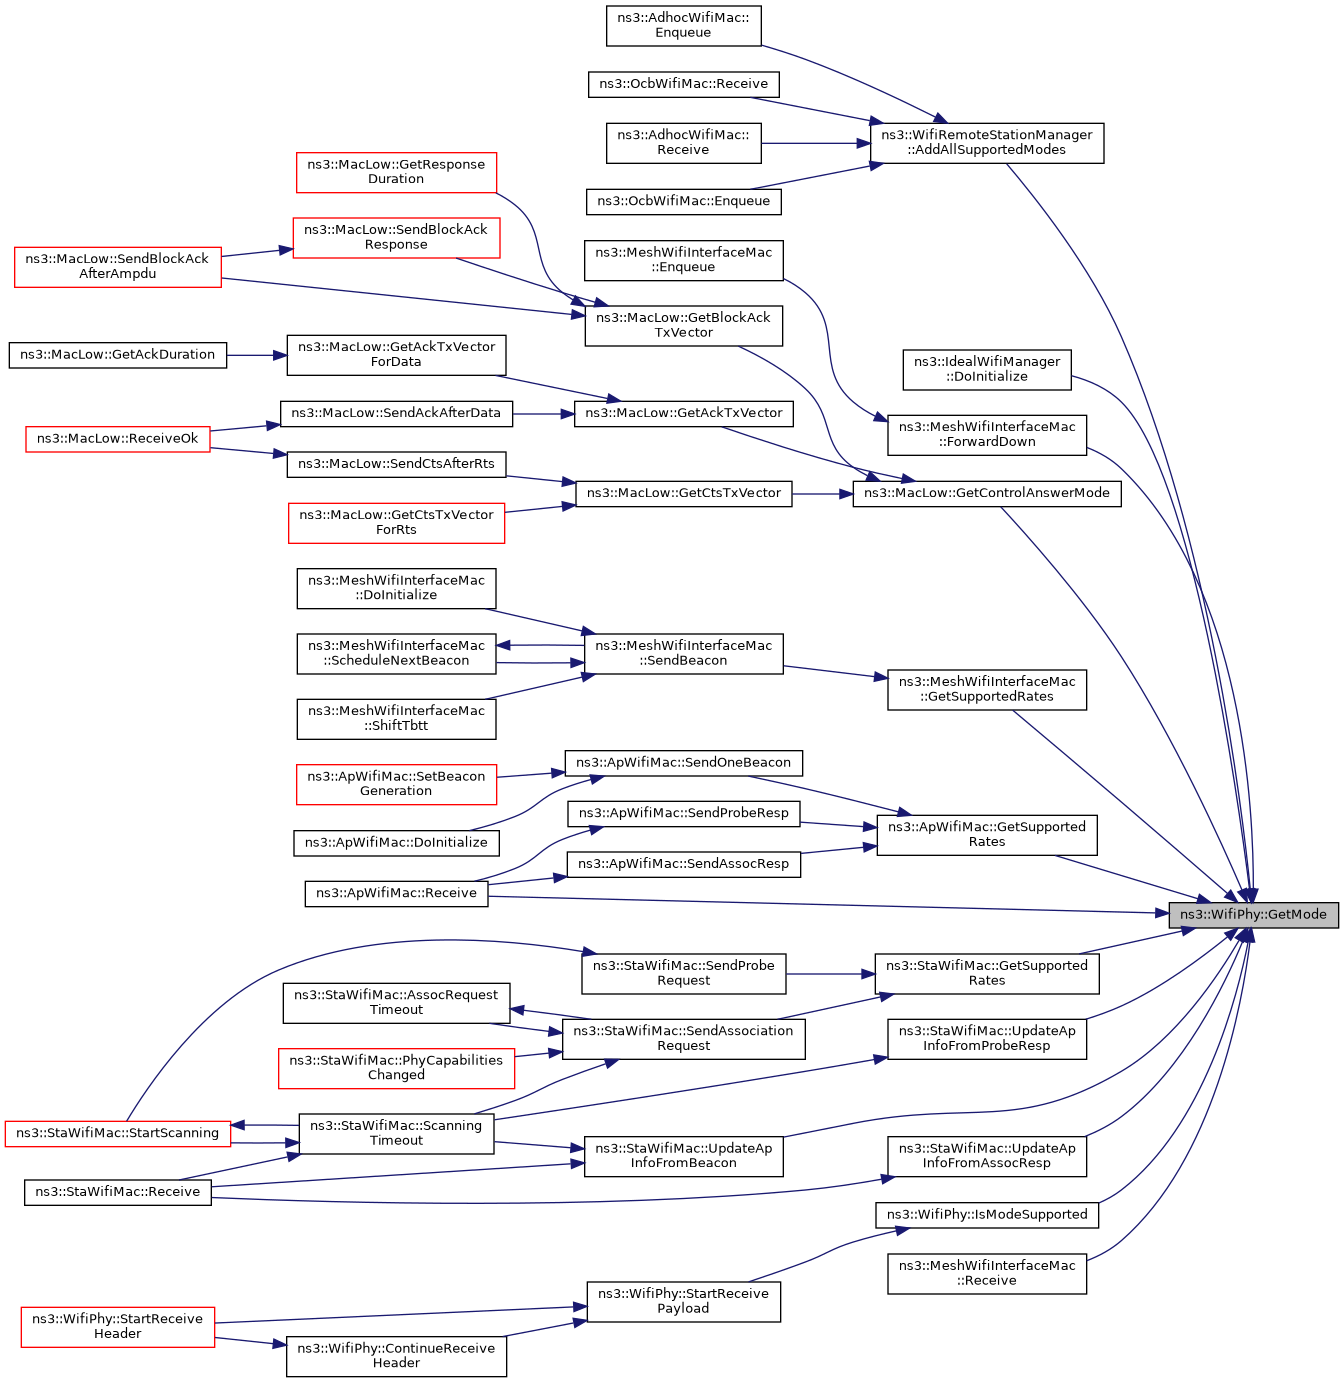 ns3::AdhocWifiMac::
Enqueue
ns3::OcbWifiMac::Receive
ns3::AdhocWifiMac::
Receive
ns3::WifiRemoteStationManager
::AddAllSupportedModes
ns3::OcbWifiMac::Enqueue
ns3::MacLow::GetResponse
Duration
ns3::MacLow::SendBlockAck
Response
ns3::MacLow::SendBlockAck
AfterAmpdu
ns3::MeshWifiInterfaceMac
::Enqueue
ns3::MacLow::GetBlockAck
TxVector
ns3::MacLow::GetAckDuration
ns3::MacLow::GetAckTxVector
ForData
ns3::IdealWifiManager
::DoInitialize
ns3::MacLow::SendAckAfterData
ns3::MacLow::GetAckTxVector
ns3::MeshWifiInterfaceMac
::ForwardDown
ns3::MacLow::ReceiveOk
ns3::MacLow::SendCtsAfterRts
ns3::MacLow::GetCtsTxVector
ns3::MacLow::GetControlAnswerMode
ns3::MacLow::GetCtsTxVector
ForRts
ns3::MeshWifiInterfaceMac
::DoInitialize
ns3::MeshWifiInterfaceMac
::ScheduleNextBeacon
ns3::MeshWifiInterfaceMac
::SendBeacon
ns3::MeshWifiInterfaceMac
::GetSupportedRates
ns3::MeshWifiInterfaceMac
::ShiftTbtt
ns3::ApWifiMac::SendOneBeacon
ns3::ApWifiMac::SetBeacon
Generation
ns3::ApWifiMac::SendProbeResp
ns3::ApWifiMac::GetSupported
Rates
ns3::ApWifiMac::DoInitialize
ns3::ApWifiMac::SendAssocResp
ns3::ApWifiMac::Receive
ns3::WifiPhy::GetMode
ns3::StaWifiMac::SendProbe
Request
ns3::StaWifiMac::GetSupported
Rates
ns3::StaWifiMac::AssocRequest
Timeout
ns3::StaWifiMac::SendAssociation
Request
ns3::StaWifiMac::UpdateAp
InfoFromProbeResp
ns3::StaWifiMac::PhyCapabilities
Changed
ns3::StaWifiMac::StartScanning
ns3::StaWifiMac::Scanning
Timeout
ns3::StaWifiMac::UpdateAp
InfoFromBeacon
ns3::StaWifiMac::UpdateAp
InfoFromAssocResp
ns3::StaWifiMac::Receive
ns3::WifiPhy::IsModeSupported
ns3::MeshWifiInterfaceMac
::Receive
ns3::WifiPhy::StartReceive
Payload
ns3::WifiPhy::StartReceive
Header
ns3::WifiPhy::ContinueReceive
Header